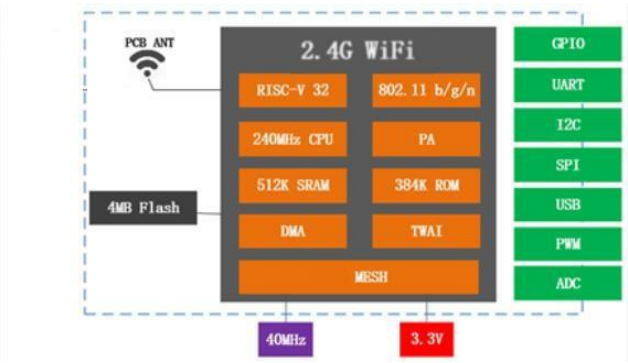 PCB ANT
2.4G WiFi
RISC-V 32
802.11 b/g/n
240MHz CPU
PA
512K SRAM
384K ROM
DMA
TWAI
MESH
4MB Flash
40MHz
3.3V
GPIO
UART
I2C
SPI
USB
PWM
ADC